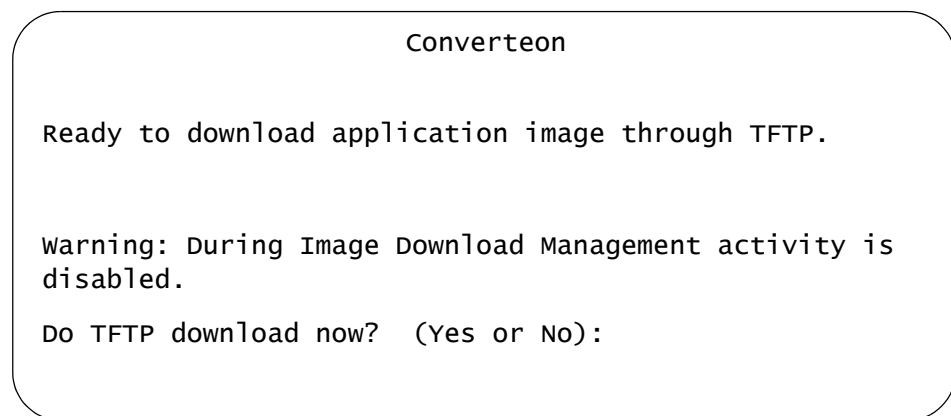 Converteon
Ready to download application image through TFTP.
Warning: During Image Download Management activity is
disabled.
Do TFTP download now?  (Yes or No):